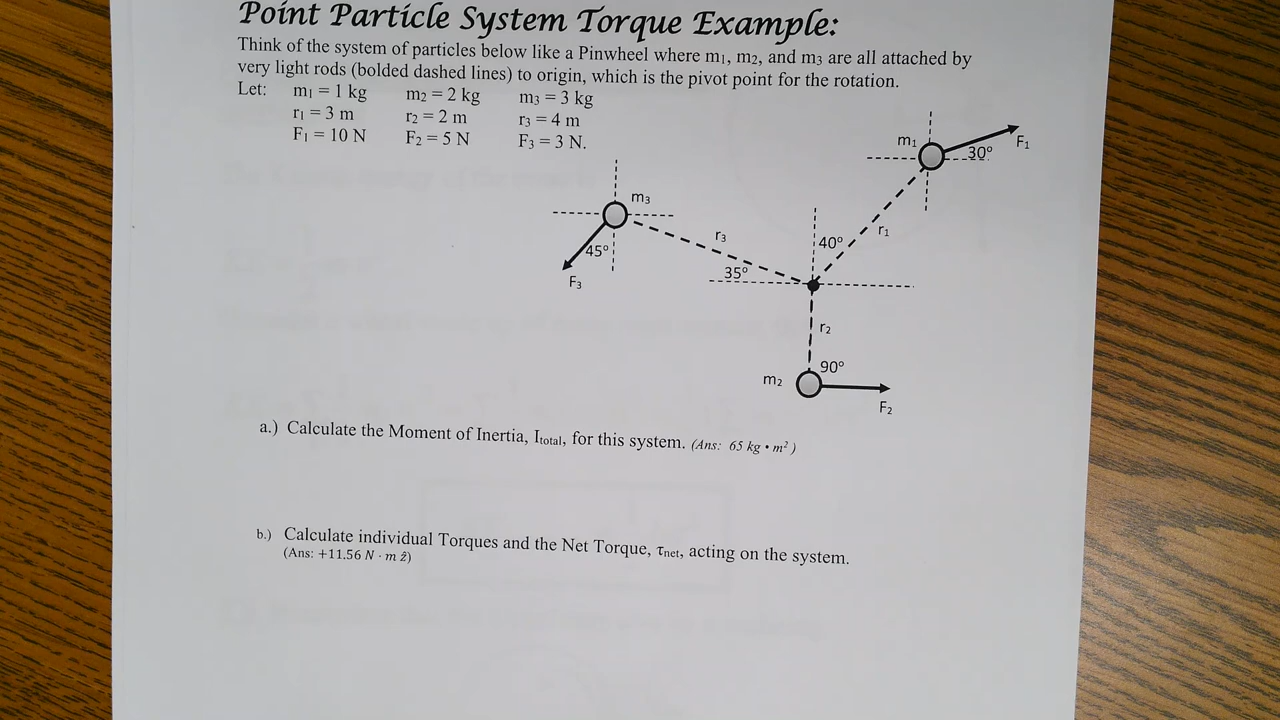 Point Particle System Torque Example:
Think of the system of particles below like a Pinwheel where m₁, m₂, and m₃ are all attached by
very light rods (bolded dashed lines) to origin, which is the pivot point for the rotation.
Let: m₁ = 1 kg m₂ = 2 kg m₃ = 3 kg
r₁ = 3 m r₂ = 2 m r₃ = 4 m
F₁ = 10 N F₂ = 5 N F₃ = 3 N.
m₁
F₁
30°
m₃
r₃
40°
r₁
45°
35°
F₃
r₂
90°
m₂
F₂
a.) Calculate the Moment of Inertia, Iₜₒₜₐₗ, for this system. (Ans: 65 kg • m² )
b.) Calculate individual Torques and the Net Torque, τₙₑₜ, acting on the system.
(Ans: +11.56 N · m ẑ)